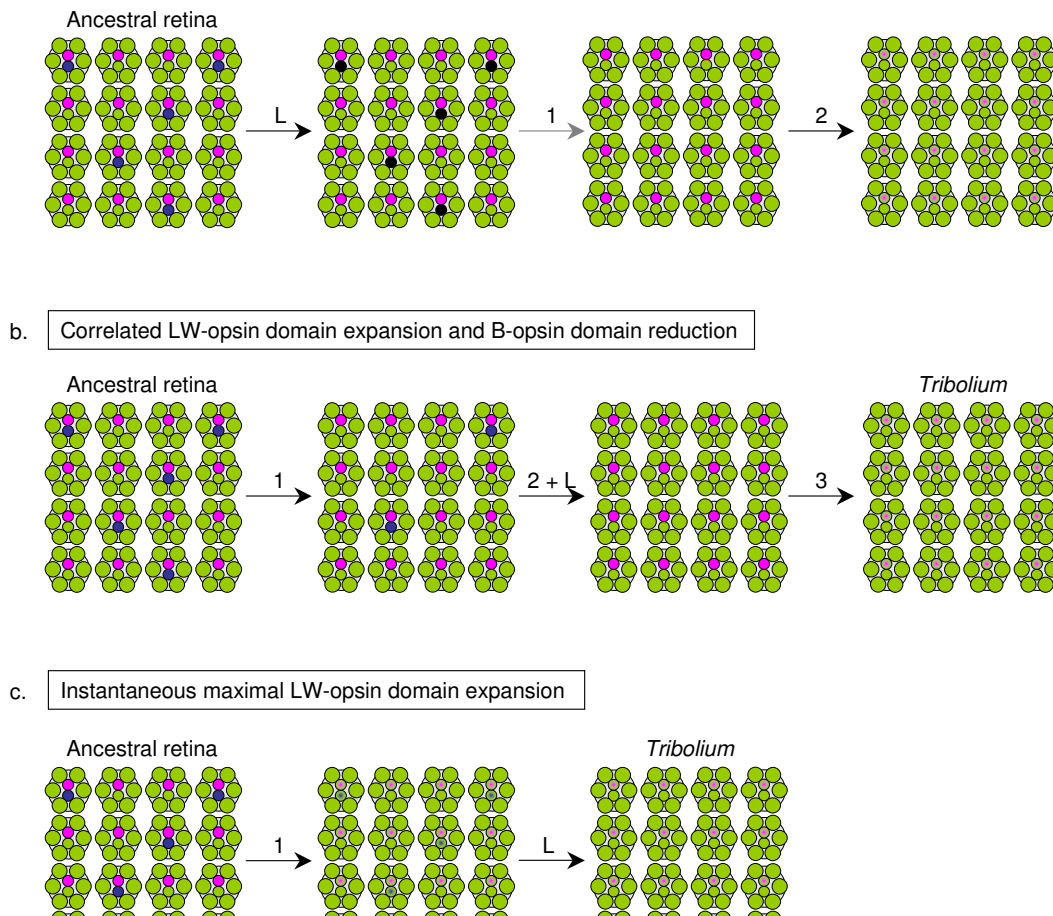 Ancestral retina
L
1
2
b. Correlated LW-opsin domain expansion and B-opsin domain reduction
Ancestral retina
Tribolium
1
2 + L
3
c. Instantaneous maximal LW-opsin domain expansion
Ancestral retina
Tribolium
1
L